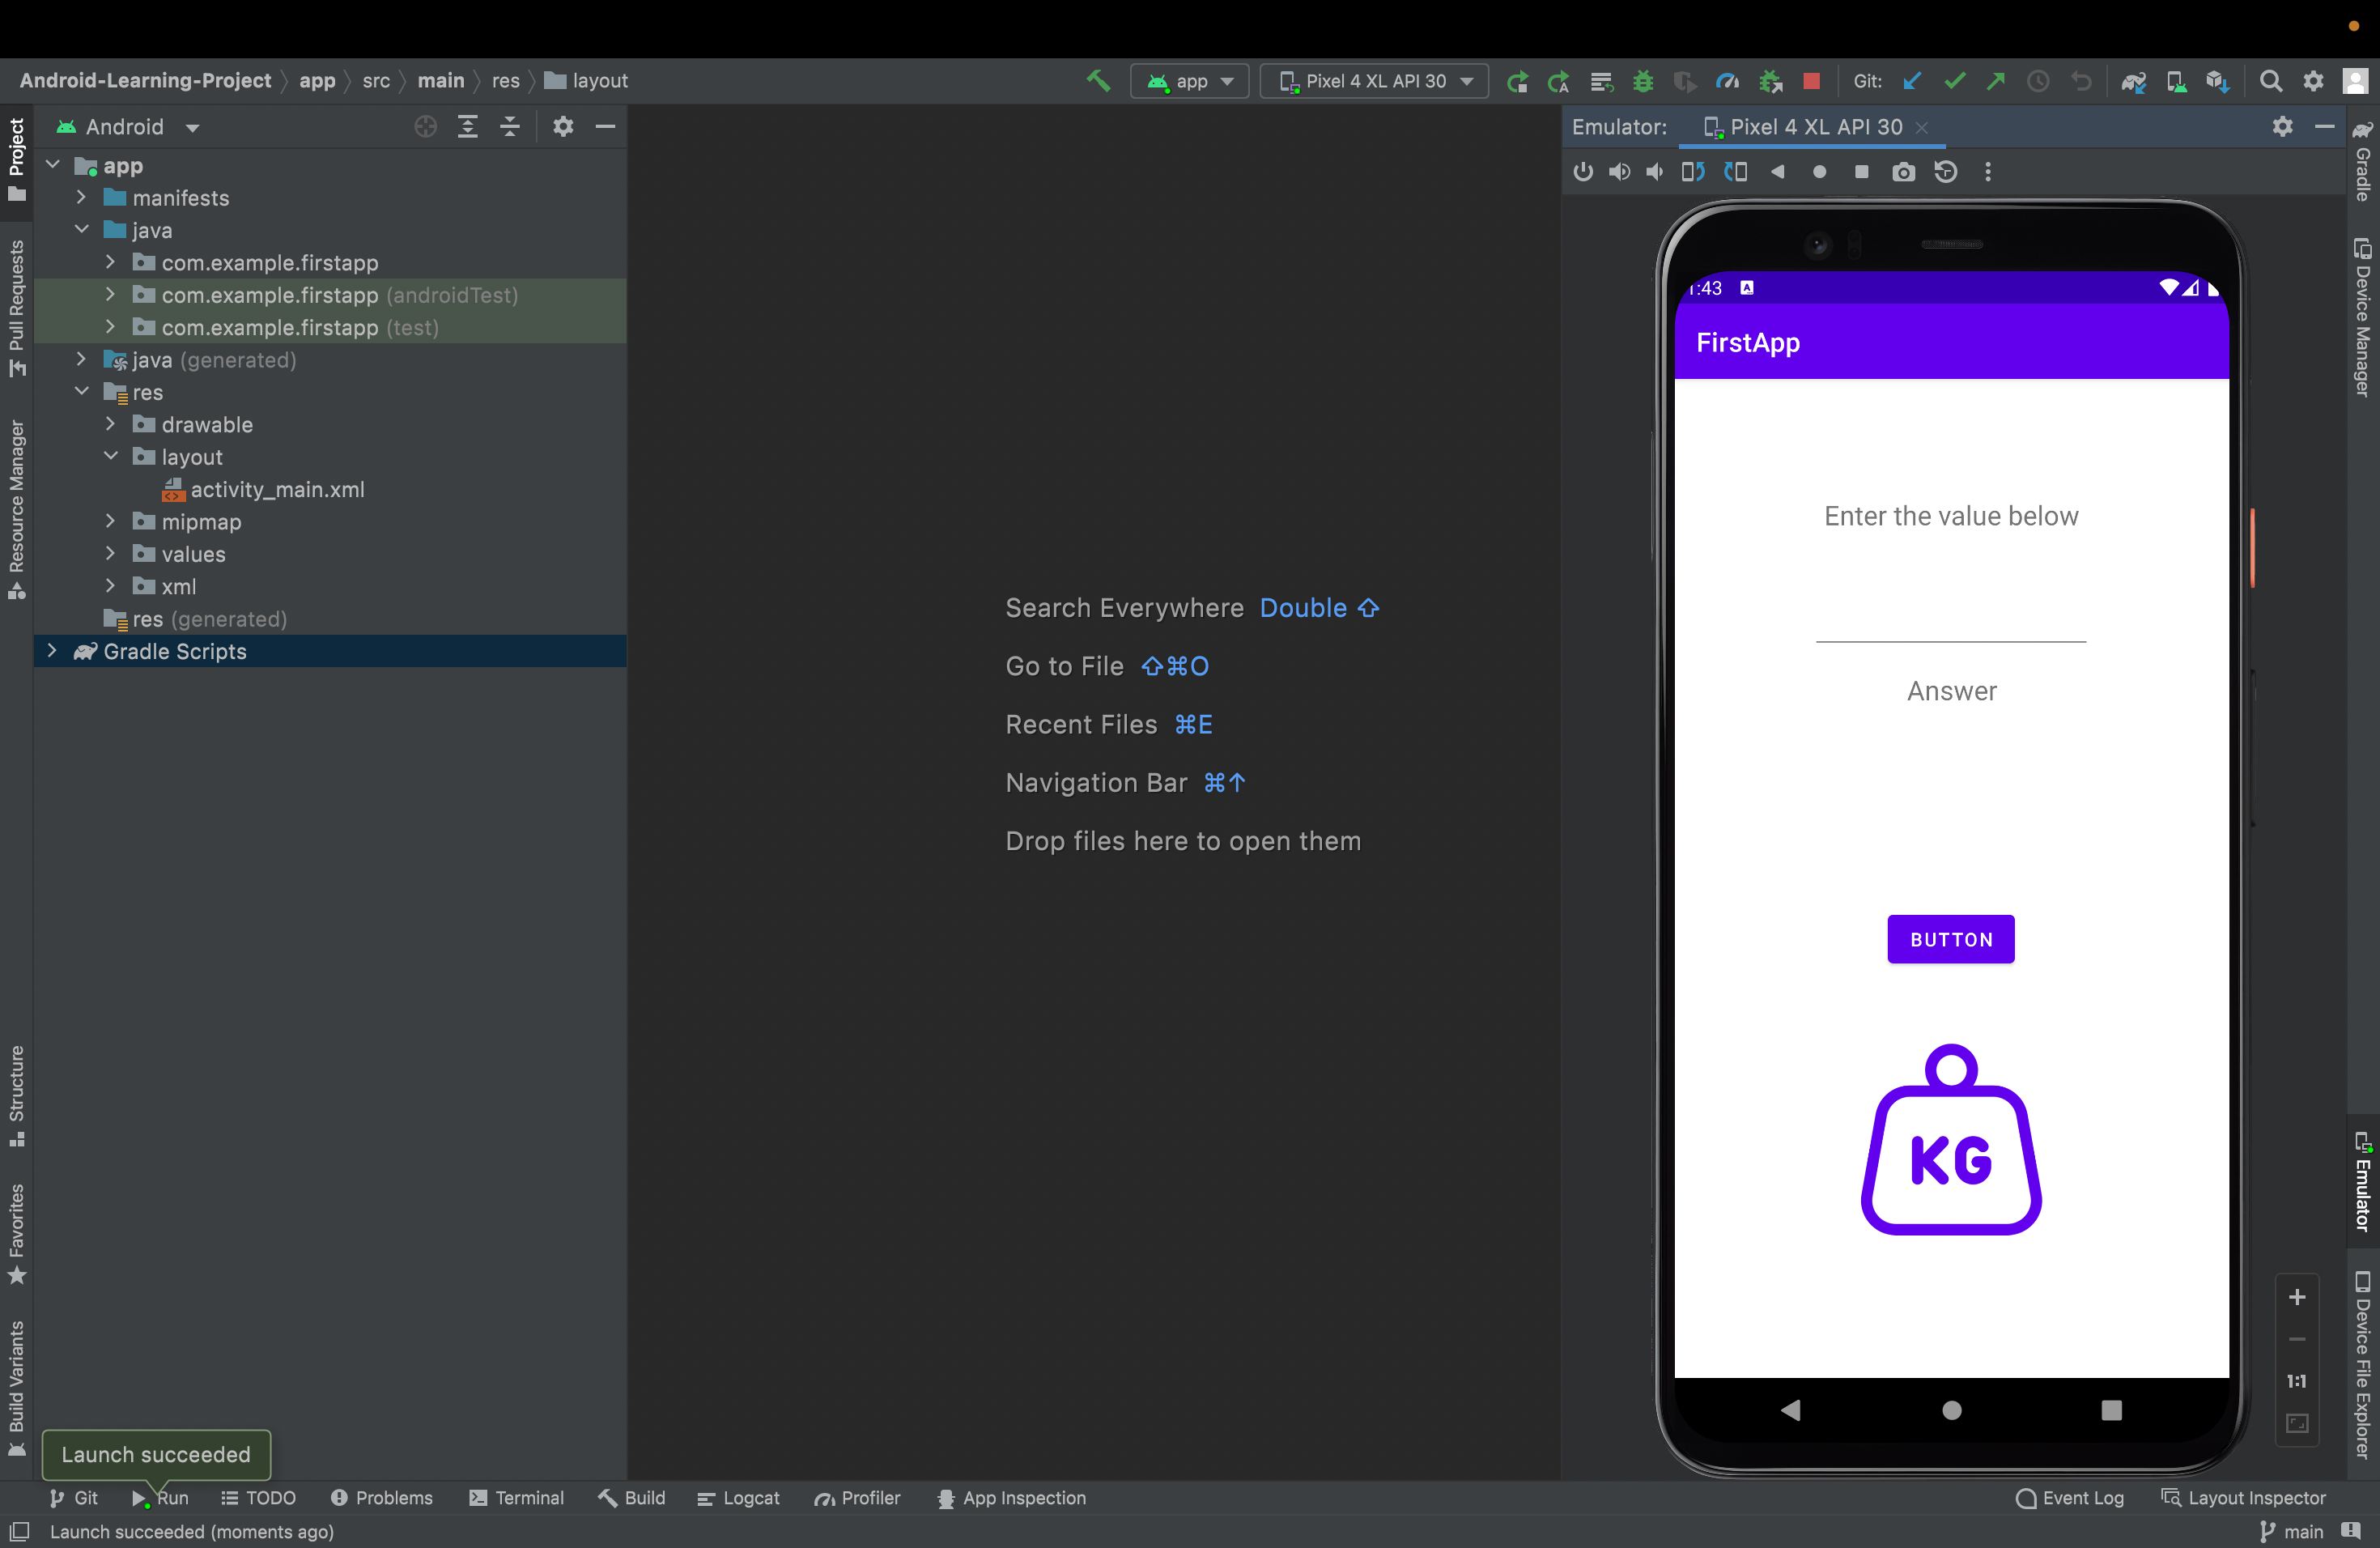 Android-Learning-Project app src main res layout
app Pixel 4 XL API 30 Git:
Project
Pull Requests
Resource Manager
Structure
Favorites
Build Variants
Android
app
manifests
java
com.example.firstapp
com.example.firstapp (androidTest)
com.example.firstapp (test)
java (generated)
res
drawable
layout
activity_main.xml
mipmap
values
xml
res (generated)
Gradle Scripts
Search Everywhere Double ⇧
Go to File ⇧⌘O
Recent Files ⌘E
Navigation Bar ⌘↑
Drop files here to open them
Emulator: Pixel 4 XL API 30
:43
FirstApp
Enter the value below
Answer
BUTTON
KG
1:1
Gradle
Device Manager
Emulator
Device File Explorer
Launch succeeded
Git Run TODO Problems Terminal Build Logcat Profiler App Inspection Event Log Layout Inspector
Launch succeeded (moments ago) main